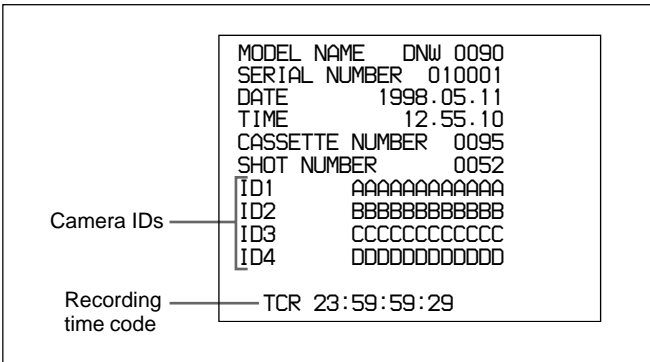 MODEL NAME DNW 0090
SERIAL NUMBER 010001
DATE 1998.05.11
TIME 12.55.10
CASSETTE NUMBER 0095
SHOT NUMBER 0052
ID1 AAAAAAAAAAAA
ID2 BBBBBBBBBBBB
ID3 CCCCCCCCCCCC
ID4 DDDDDDDDDDDD
Camera IDs
TCR 23:59:59:29
Recording
time code